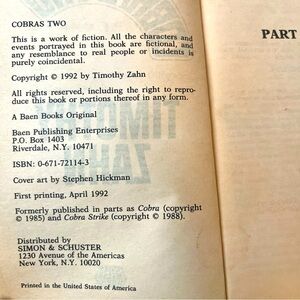 COBRAS TWO
This is a work of fiction. All the characters and
events portrayed in this book are fictional, and
any resemblance to real people or incidents is
purely coincidental.
Copyright © 1992 by Timothy Zahn
All rights reserved, including the right to repro-
duce this book or portions thereof in any form.
A Baen Books Original
Baen Publishing Enterprises
P.O. Box 1403
Riverdale, N.Y. 10471
ISBN: 0-671-72114-3
Cover art by Stephen Hickman
First printing, April 1992
Formerly published in parts as Cobra (copyright
© 1985) and Cobra Strike (copyright © 1988).
Distributed by
SIMON & SCHUSTER
1230 Avenue of the Americas
New York, N.Y. 10020
Printed in the United States of America
PART
TIMOTHY
ZAHN